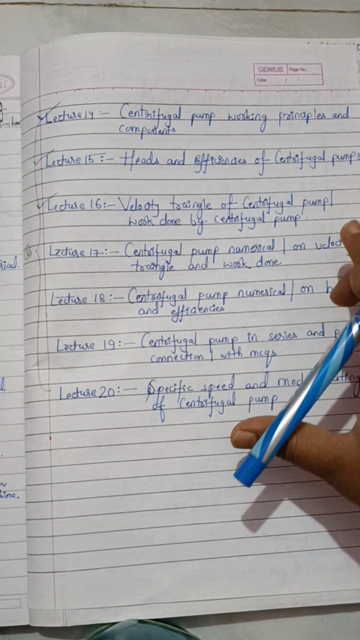 GENIUS Page No.
Date: / /
Lecture 14:- Centrifugal pump working principles and
components
Lecture 15:- Heads and Efficiencies of Centrifugal pumps
Lecture 16:- Velocity traingle of Centrifugal pump |
work done by centrifugal pump
Lecture 17:- Centrifugal pump numerical | on
traingle and work done
Lecture 18:- Centrifugal pump numerical | on
and efficiencies
Lecture 19:- Centrifugal pump in series and
connection with mcqs.
Lecture 20:- Specific speed and
of Centrifugal pump